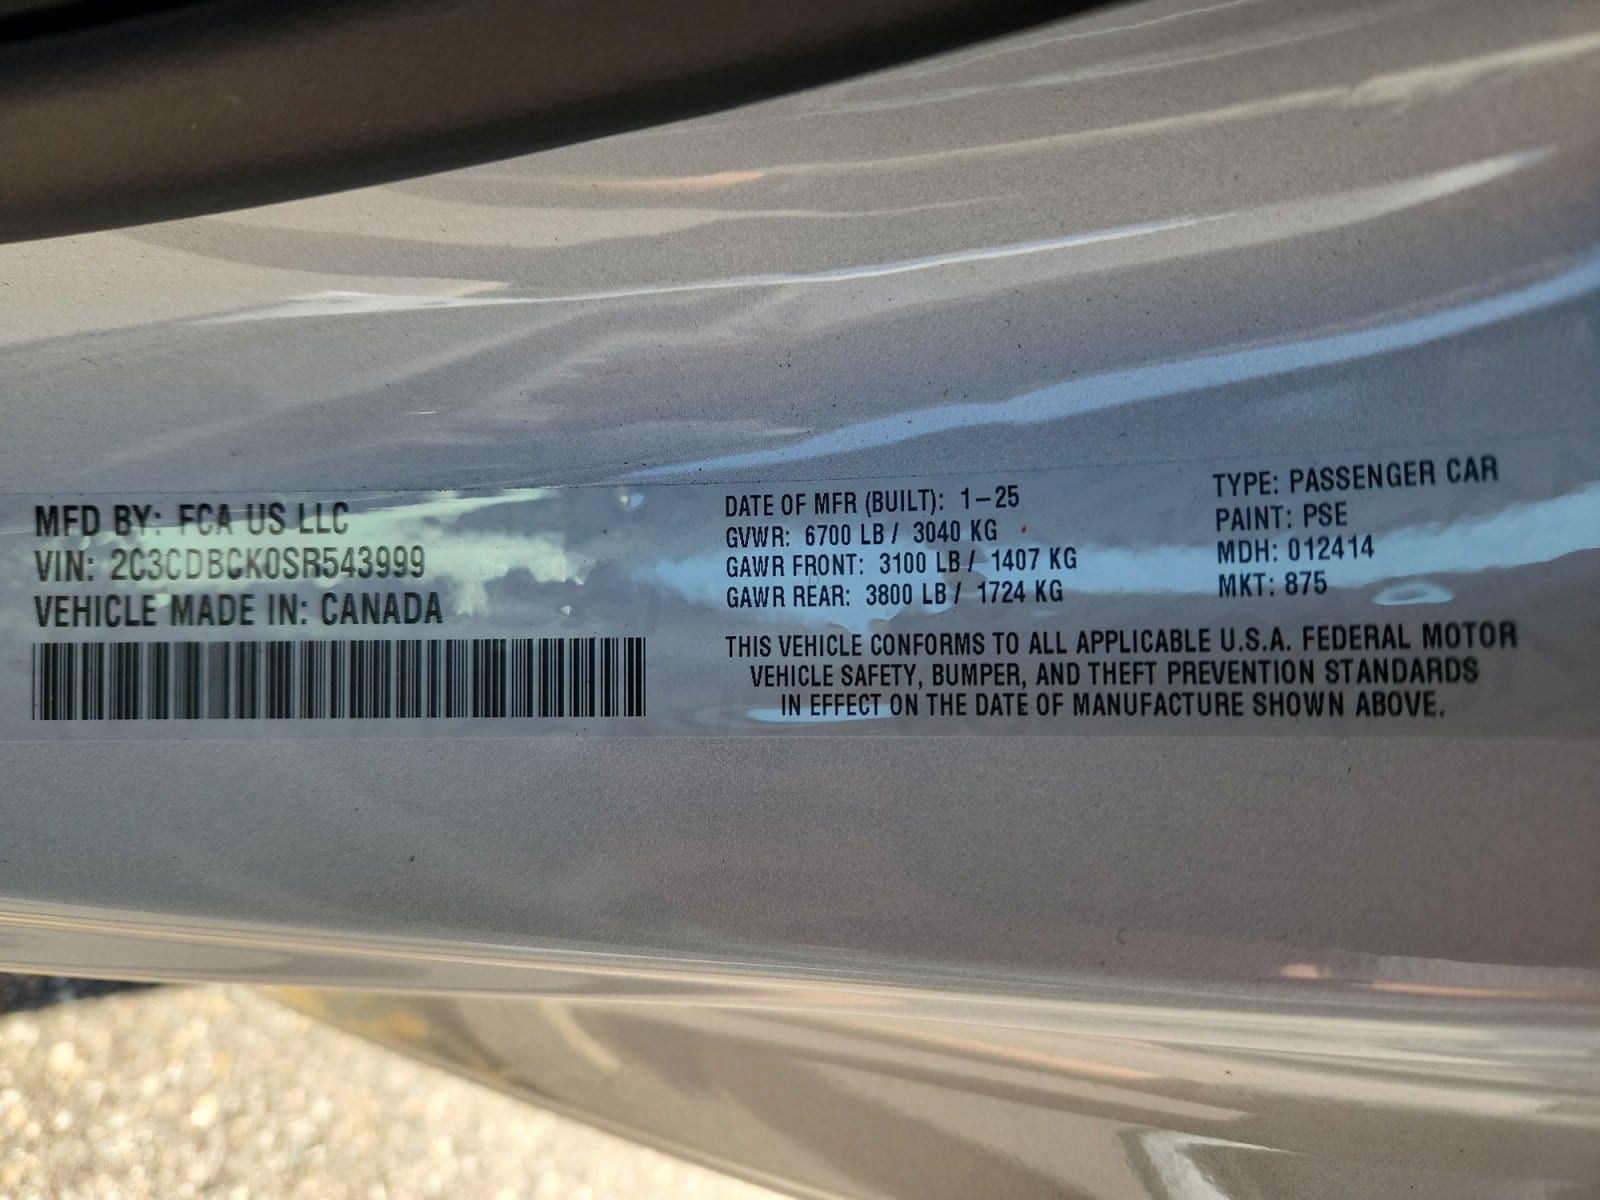 MFD BY: FCA US LLC
VIN: 2C3CDBCK0SR543999
VEHICLE MADE IN: CANADA
DATE OF MFR (BUILT): 1-25
GVWR: 6700 LB / 3040 KG
GAWR FRONT: 3100 LB / 1407 KG
GAWR REAR: 3800 LB / 1724 KG
TYPE: PASSENGER CAR
PAINT: PSE
MDH: 012414
MKT: 875
THIS VEHICLE CONFORMS TO ALL APPLICABLE U.S.A. FEDERAL MOTOR
VEHICLE SAFETY, BUMPER, AND THEFT PREVENTION STANDARDS
IN EFFECT ON THE DATE OF MANUFACTURE SHOWN ABOVE.